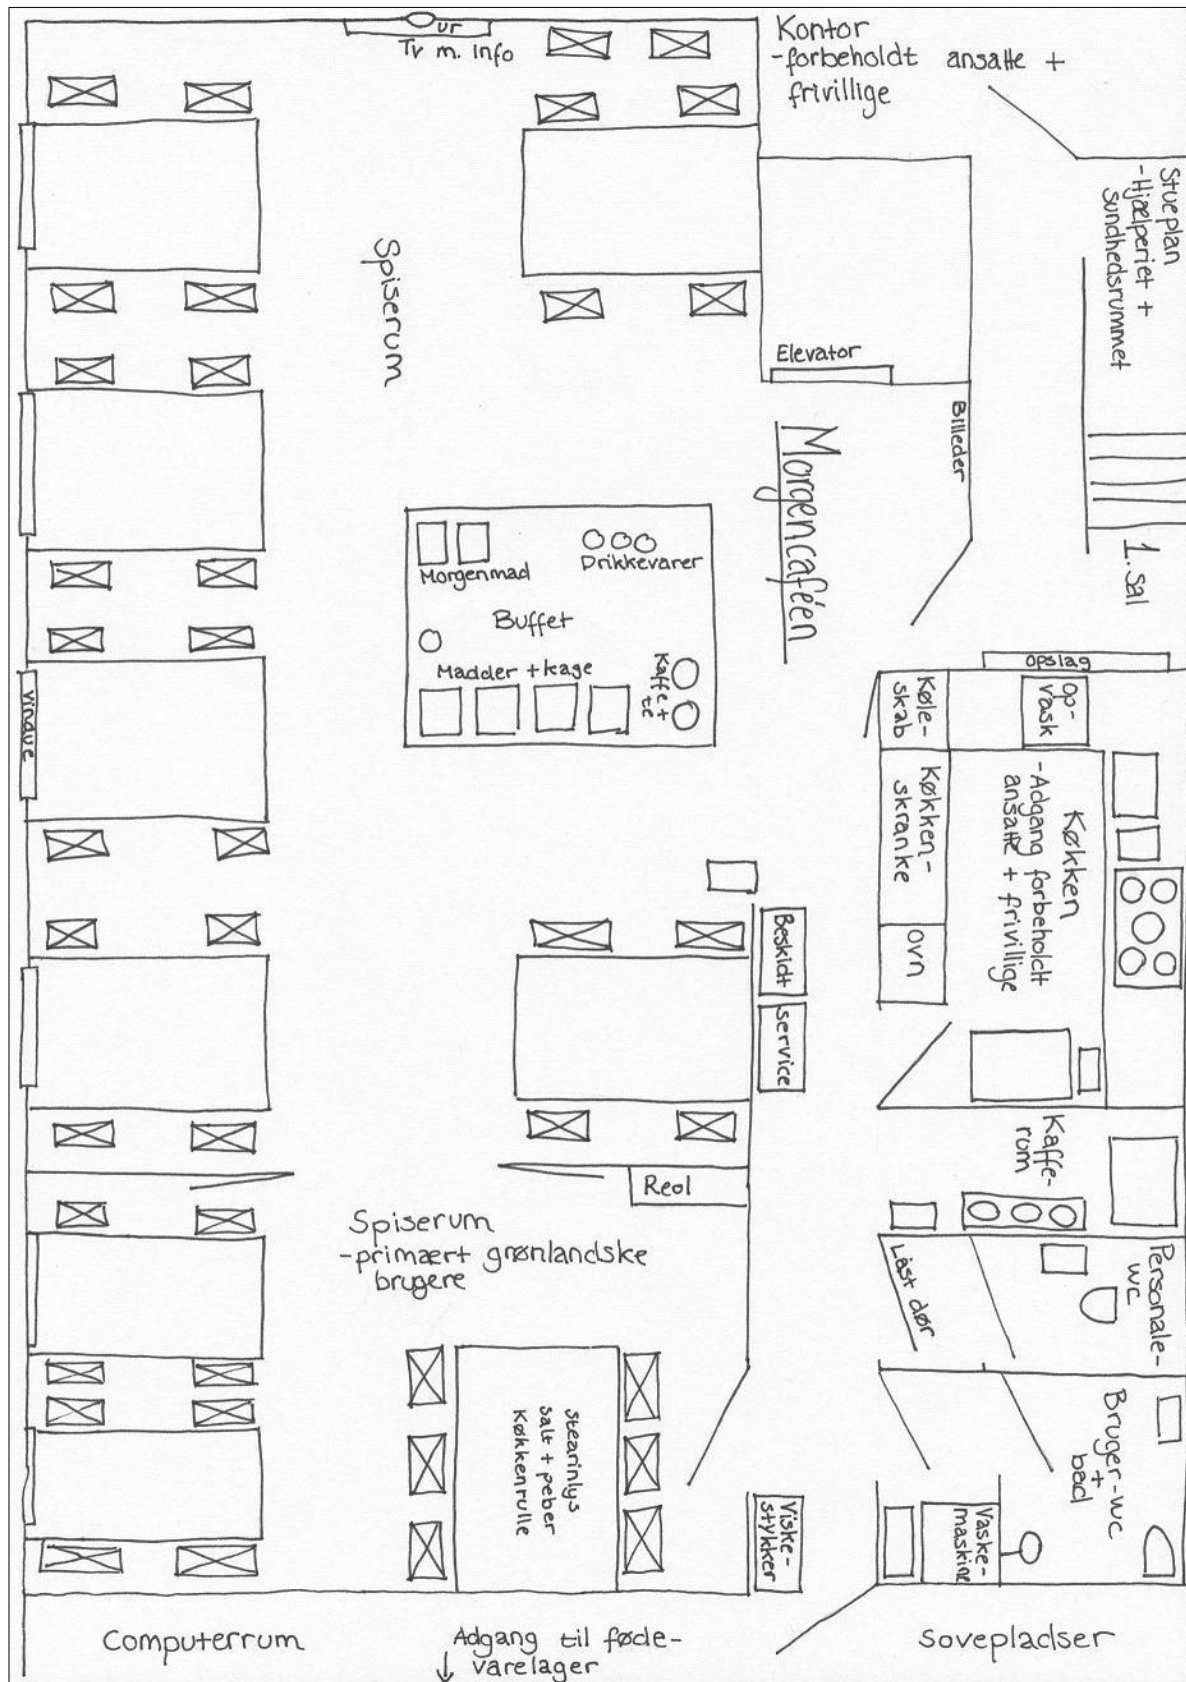 ur
Tv m. info
Kontor
-forbeholdt ansatte +
frivillige
Stueplan
-Hjælperiet +
sundhedsrummet
Spiserum
Elevator
Billeder
Morgencaféen
1. sal
Morgenmad
Drikkevarer
Buffet
Madder + kage
Kaffe +
te
vindue
opslag
Køle-
skab
op-
vask
Køkken-
skranke
Køkken
-Adgang forbeholdt
ansatte + frivillige
ovn
Beskidt
service
Kaffe-
rum
Reol
Spiserum
-primært grønlandske
brugere
Låst dør
Personale-
wc
Stearinlys
salt + peber
Køkkenrulle
Bruger-wc
+
bad
Viske-
stykker
Vaske-
maskine
Computerrum
Adgang til føde-
↓ varelager
sovepladser